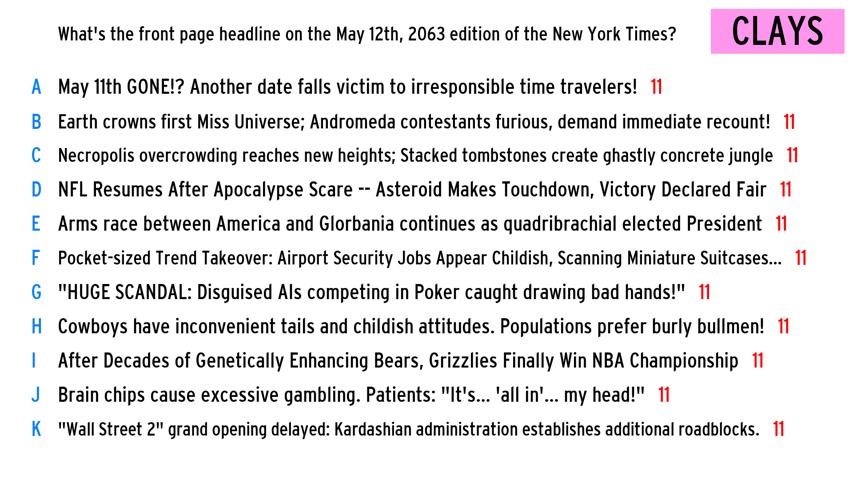 What's the front page headline on the May 12th, 2063 edition of the New York Times?
CLAYS
A May 11th GONE!? Another date falls victim to irresponsible time travelers! 11
B Earth crowns first Miss Universe; Andromeda contestants furious, demand immediate recount! 11
C Necropolis overcrowding reaches new heights; Stacked tombstones create ghastly concrete jungle 11
D NFL Resumes After Apocalypse Scare -- Asteroid Makes Touchdown, Victory Declared Fair 11
E Arms race between America and Glorbania continues as quadribrachial elected President 11
F Pocket-sized Trend Takeover: Airport Security Jobs Appear Childish, Scanning Miniature Suitcases... 11
G "HUGE SCANDAL: Disguised AIs competing in Poker caught drawing bad hands!" 11
H Cowboys have inconvenient tails and childish attitudes. Populations prefer burly bullmen! 11
I After Decades of Genetically Enhancing Bears, Grizzlies Finally Win NBA Championship 11
J Brain chips cause excessive gambling. Patients: "It's... 'all in'... my head!" 11
K "Wall Street 2" grand opening delayed: Kardashian administration establishes additional roadblocks. 11